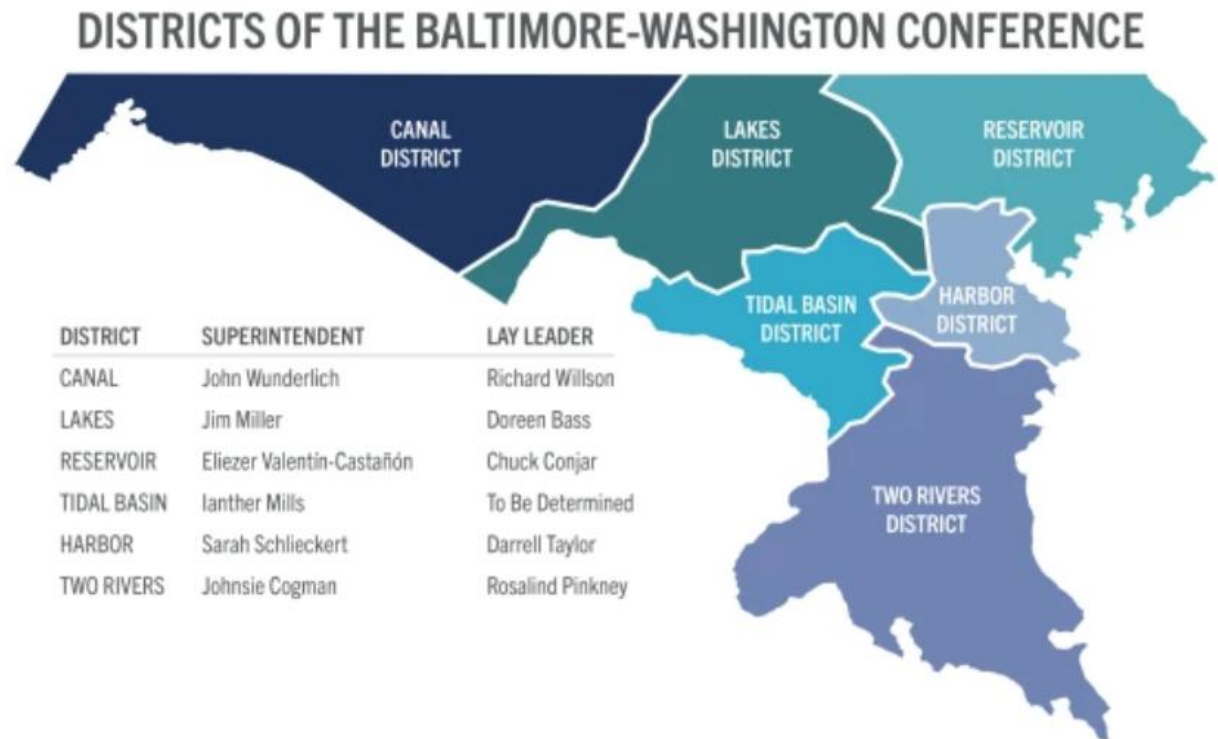 DISTRICTS OF THE BALTIMORE-WASHINGTON CONFERENCE
CANAL
DISTRICT
LAKES
DISTRICT
RESERVOIR
DISTRICT
TIDAL BASIN
DISTRICT
HARBOR
DISTRICT
TWO RIVERS
DISTRICT
DISTRICT SUPERINTENDENT LAY LEADER
CANAL John Wunderlich Richard Willson
LAKES Jim Miller Doreen Bass
RESERVOIR Eliezer Valentín-Castañón Chuck Conjar
TIDAL BASIN Ianther Mills To Be Determined
HARBOR Sarah Schlieckert Darrell Taylor
TWO RIVERS Johnsie Cogman Rosalind Pinkney